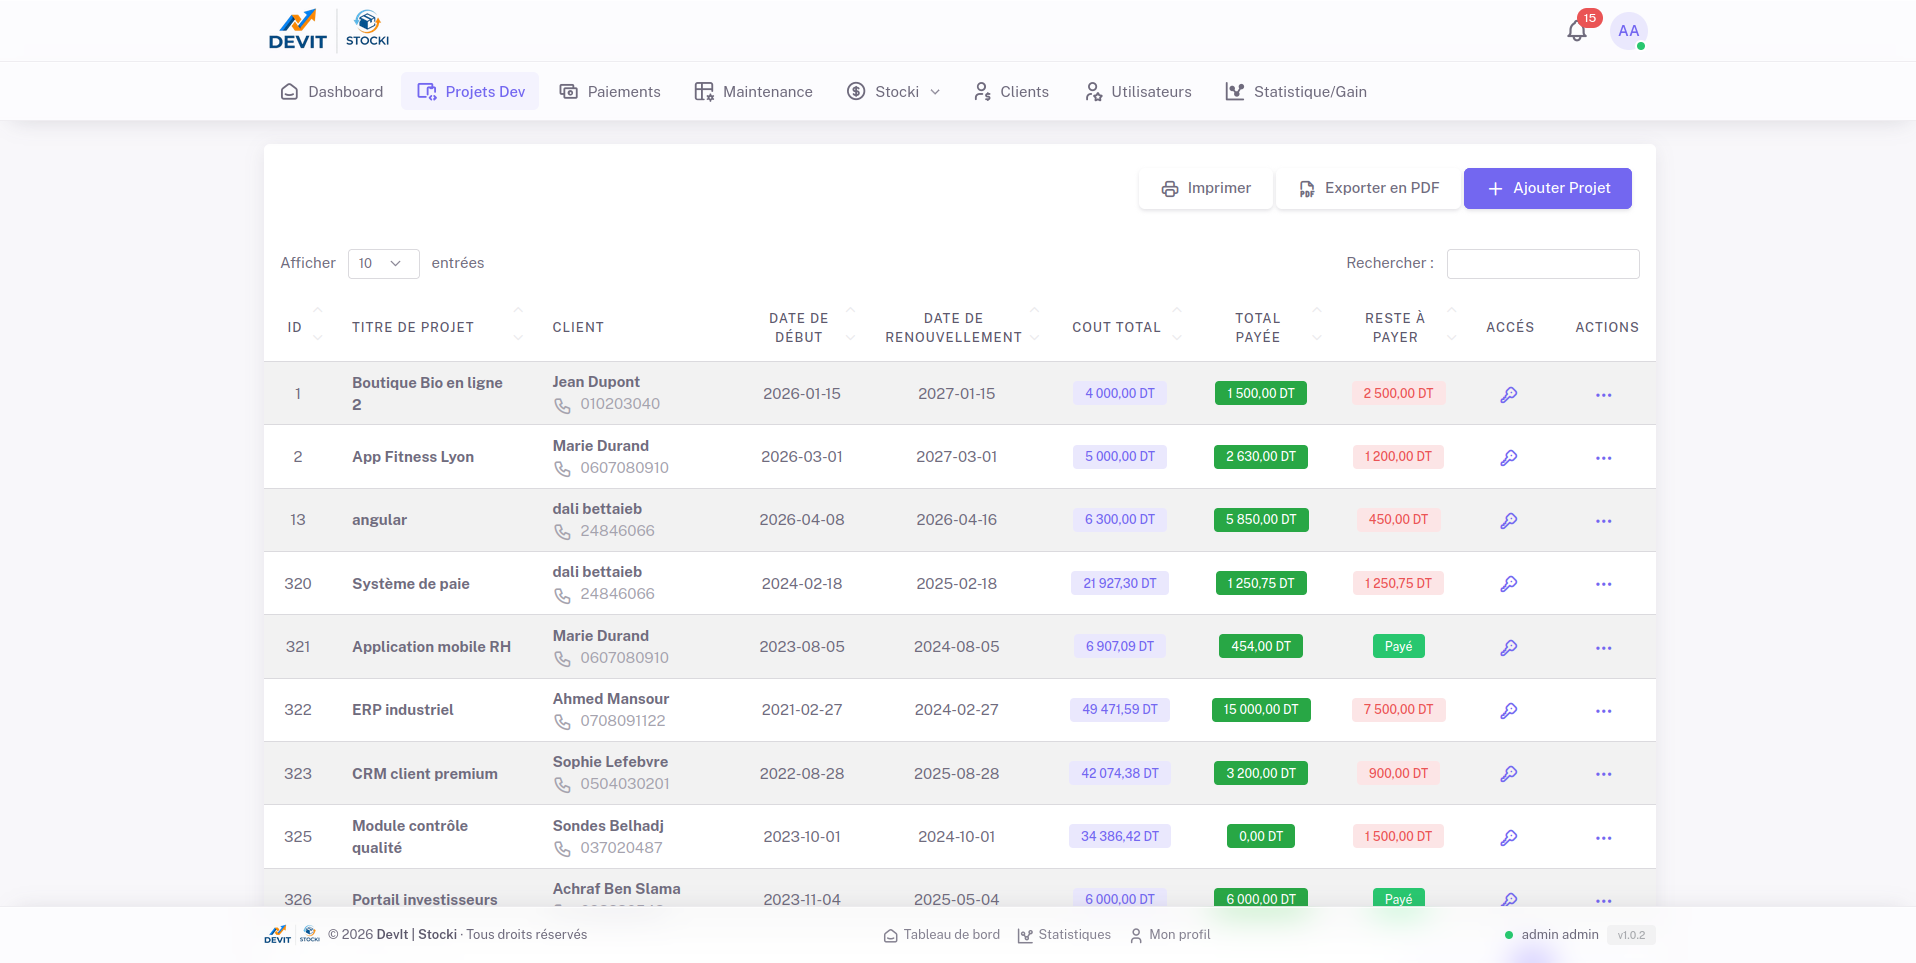 DEVIT STOCKI
15
AA
Dashboard Projets Dev Paiements Maintenance Stocki Clients Utilisateurs Statistique/Gain
Imprimer PDF Exporter en PDF Ajouter Projet
Afficher 10 entrées Rechercher :
ID TITRE DE PROJET CLIENT DATE DE DÉBUT DATE DE RENOUVELLEMENT COUT TOTAL TOTAL PAYÉE RESTE À PAYER ACCÉS ACTIONS
1 Boutique Bio en ligne 2 Jean Dupont 010203040 2026-01-15 2027-01-15 4 000,00 DT 1 500,00 DT 2 500,00 DT
2 App Fitness Lyon Marie Durand 0607080910 2026-03-01 2027-03-01 5 000,00 DT 2 630,00 DT 1 200,00 DT
13 angular dali bettaieb 24846066 2026-04-08 2026-04-16 6 300,00 DT 5 850,00 DT 450,00 DT
320 Système de paie dali bettaieb 24846066 2024-02-18 2025-02-18 21 927,30 DT 1 250,75 DT 1 250,75 DT
321 Application mobile RH Marie Durand 0607080910 2023-08-05 2024-08-05 6 907,09 DT 454,00 DT Payé
322 ERP industriel Ahmed Mansour 0708091122 2021-02-27 2024-02-27 49 471,59 DT 15 000,00 DT 7 500,00 DT
323 CRM client premium Sophie Lefebvre 0504030201 2022-08-28 2025-08-28 42 074,38 DT 3 200,00 DT 900,00 DT
325 Module contrôle qualité Sondes Belhadj 037020487 2023-10-01 2024-10-01 34 386,42 DT 0,00 DT 1 500,00 DT
326 Portail investisseurs Achraf Ben Slama 2023-11-04 2025-05-04 6 000,00 DT 6 000,00 DT Payé
DEVIT STOCKI © 2026 DevIt | Stocki · Tous droits réservés Tableau de bord Statistiques Mon profil admin admin v1.0.2